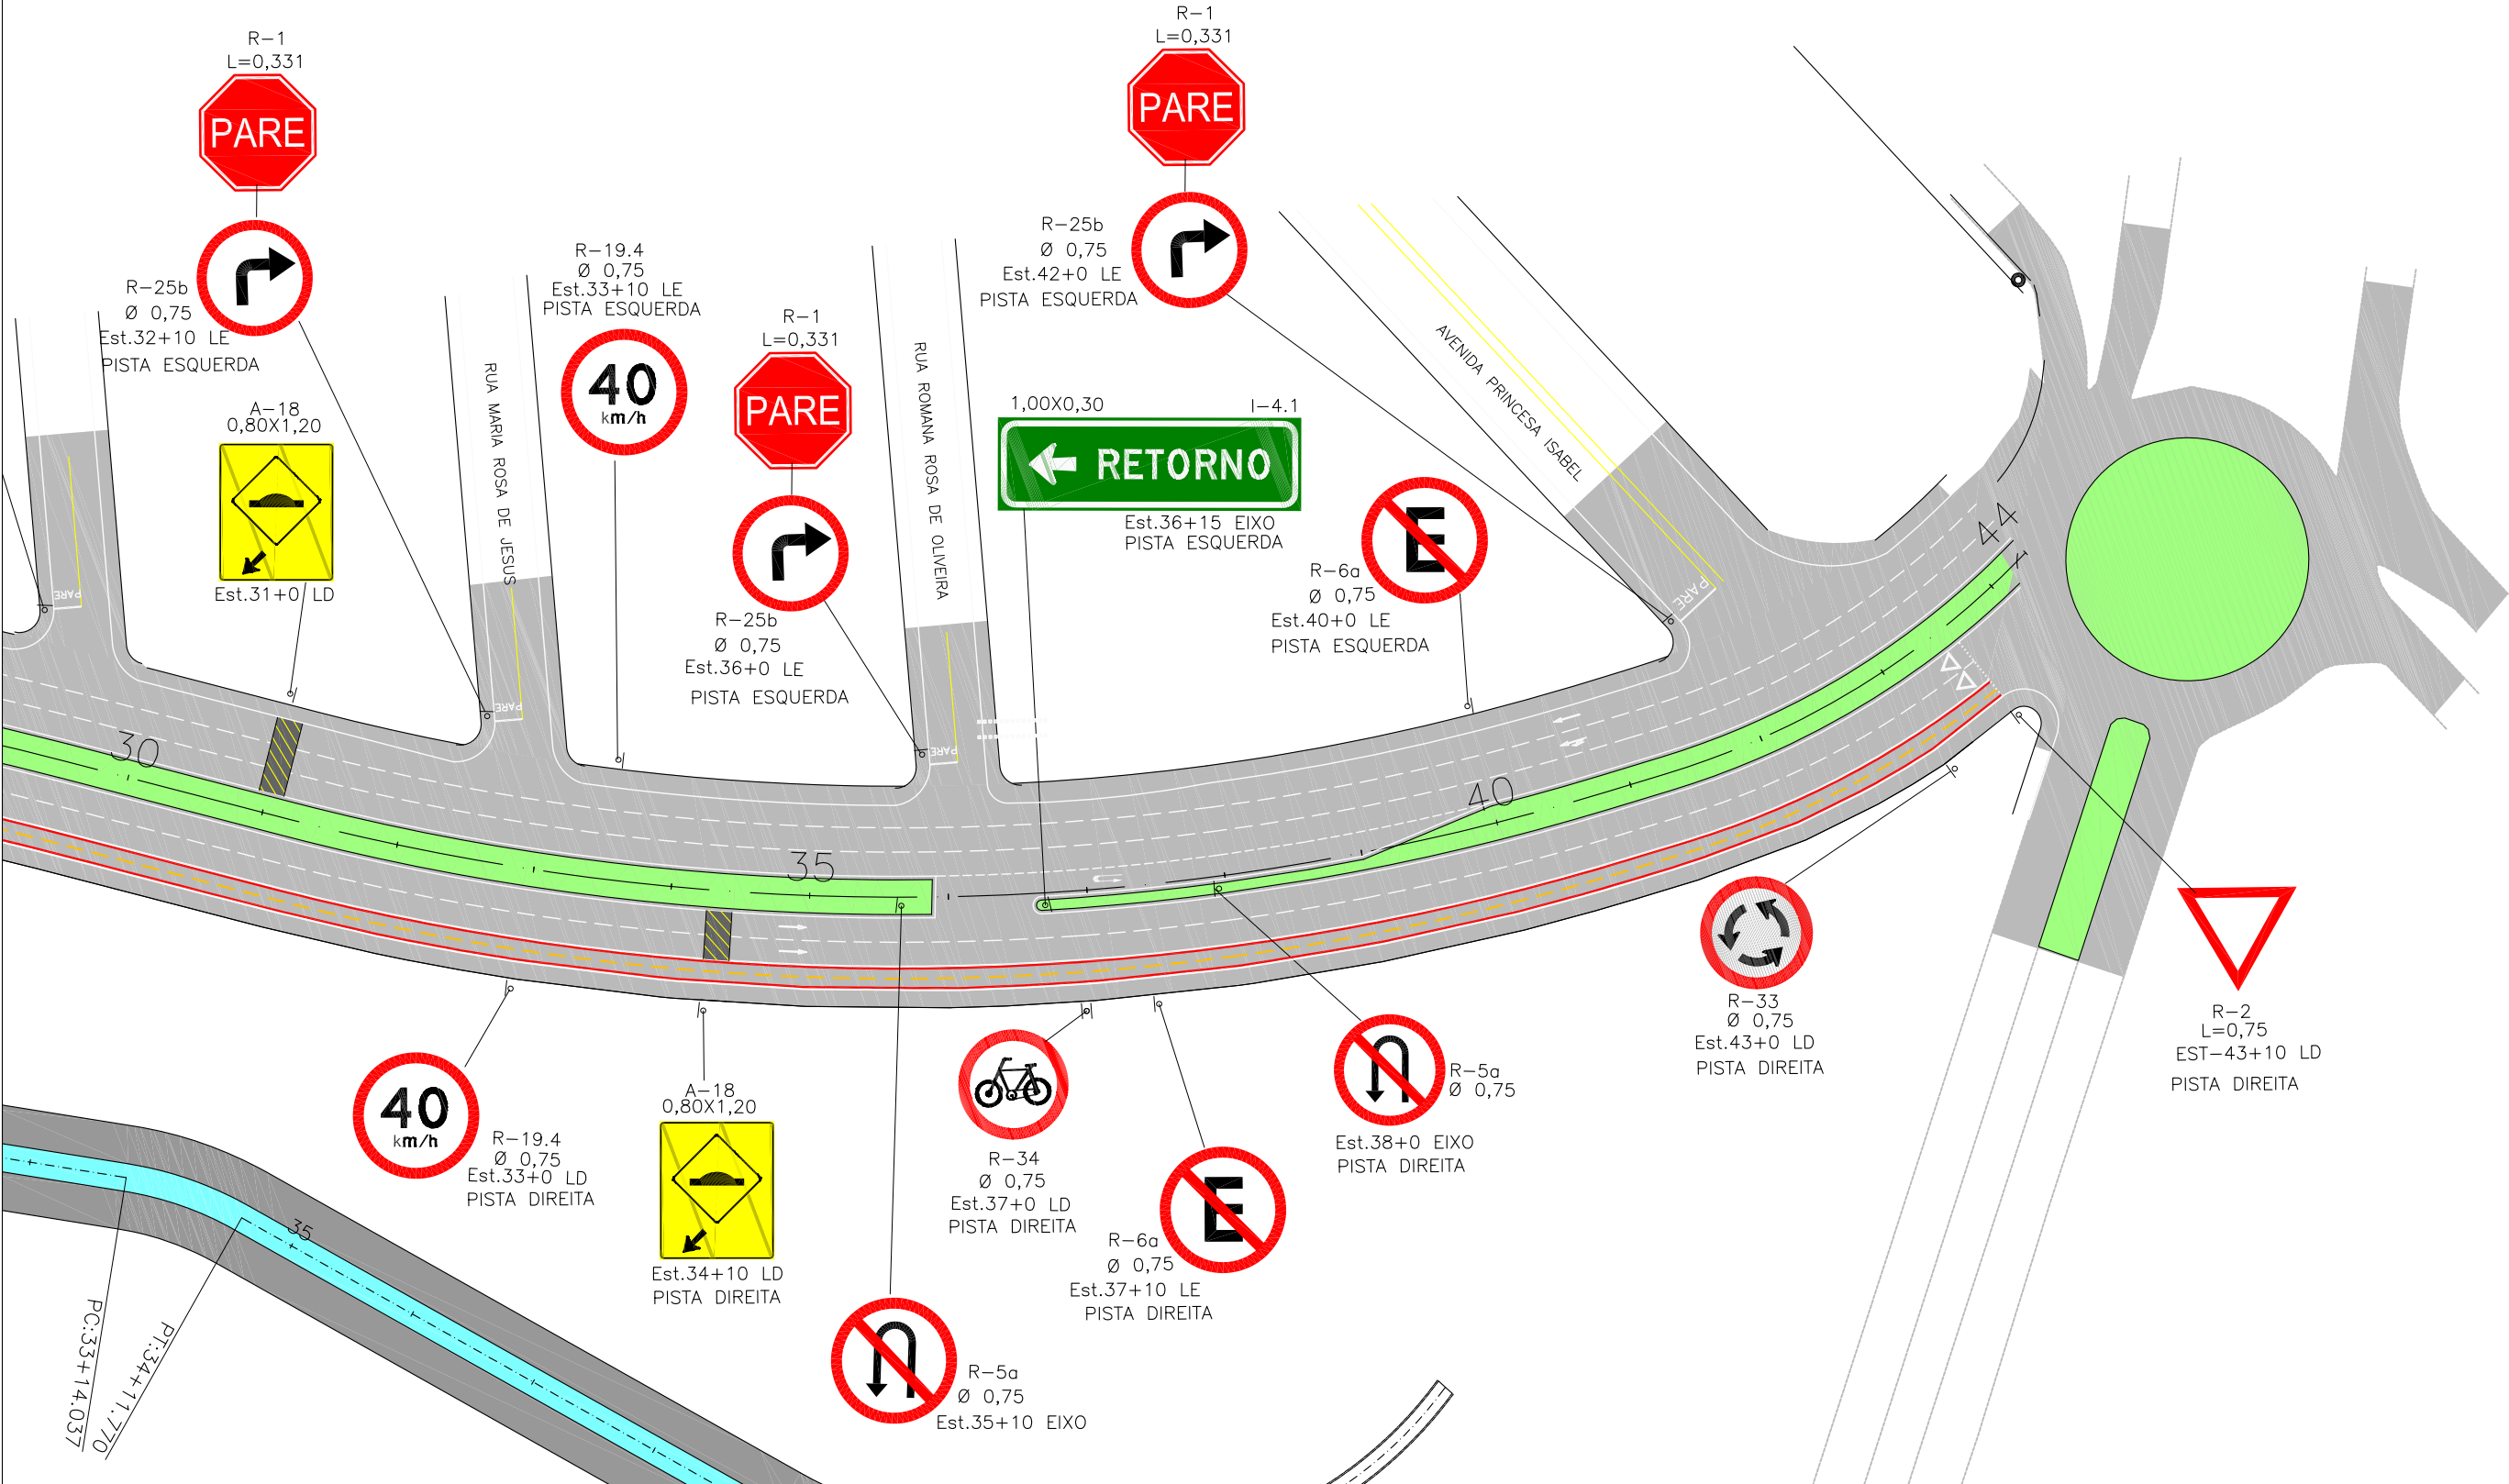 R-1
L=0,331
PARE
R-25b
Ø 0,75
Est.32+10 LE
PISTA ESQUERDA
A-18
0,80X1,20
Est.31+0 LD
PARE
RUA MARIA ROSA DE JESUS
PARE
R-19.4
Ø 0,75
Est.33+10 LE
PISTA ESQUERDA
40
km/h
R-1
L=0,331
PARE
R-25b
Ø 0,75
Est.36+0 LE
PISTA ESQUERDA
RUA ROMANA ROSA DE OLIVEIRA
PARE
R-1
L=0,331
PARE
R-25b
Ø 0,75
Est.42+0 LE
PISTA ESQUERDA
1,00X0,30
I-4.1
RETORNO
Est.36+15 EIXO
PISTA ESQUERDA
AVENIDA PRINCESA ISABEL
PARE
E
R-6a
Ø 0,75
Est.40+0 LE
PISTA ESQUERDA
30
35
40
44
40
km/h
R-19.4
Ø 0,75
Est.33+0 LD
PISTA DIREITA
A-18
0,80X1,20
Est.34+10 LD
PISTA DIREITA
R-5a
Ø 0,75
Est.35+10 EIXO
R-34
Ø 0,75
Est.37+0 LD
PISTA DIREITA
E
R-6a
Ø 0,75
Est.37+10 LE
PISTA DIREITA
R-5a
Ø 0,75
Est.38+0 EIXO
PISTA DIREITA
R-33
Ø 0,75
Est.43+0 LD
PISTA DIREITA
R-2
L=0,75
EST-43+10 LD
PISTA DIREITA
35
PC:33+14.037
PT:34+11.770